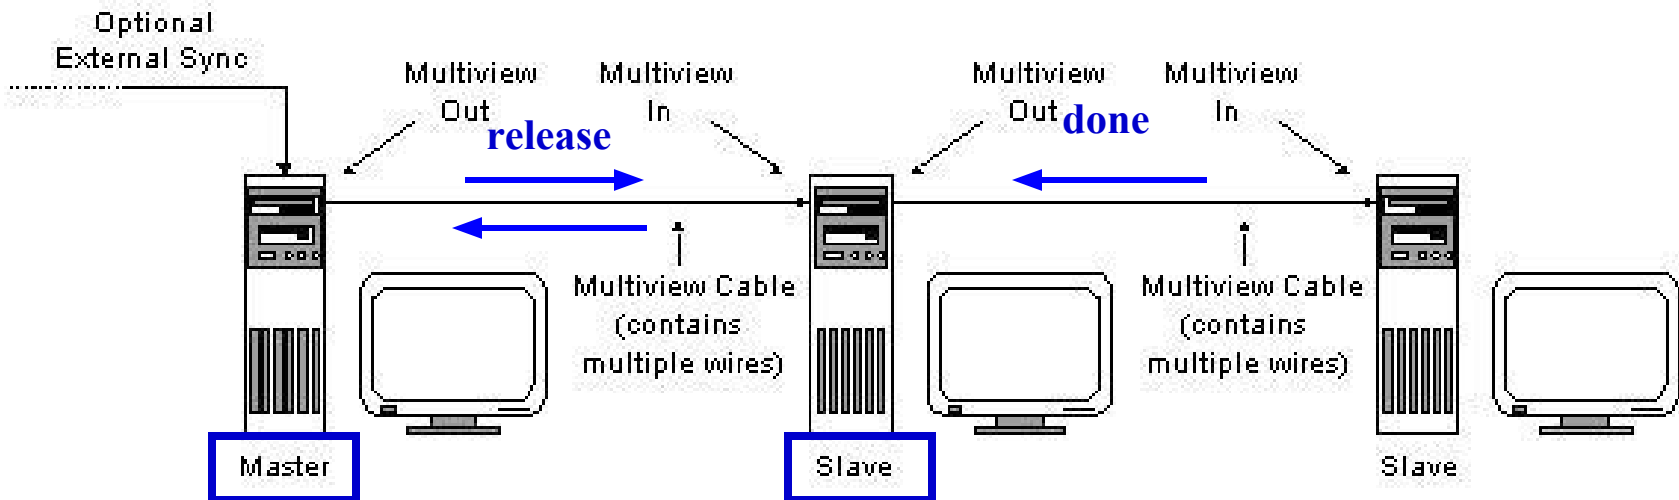 Optional
External Sync
Multiview
Out
Multiview
In
release
Multiview
Out
done
Multiview
In
Multiview Cable
(contains
multiple wires)
Multiview Cable
(contains
multiple wires)
Master
Slave
Slave